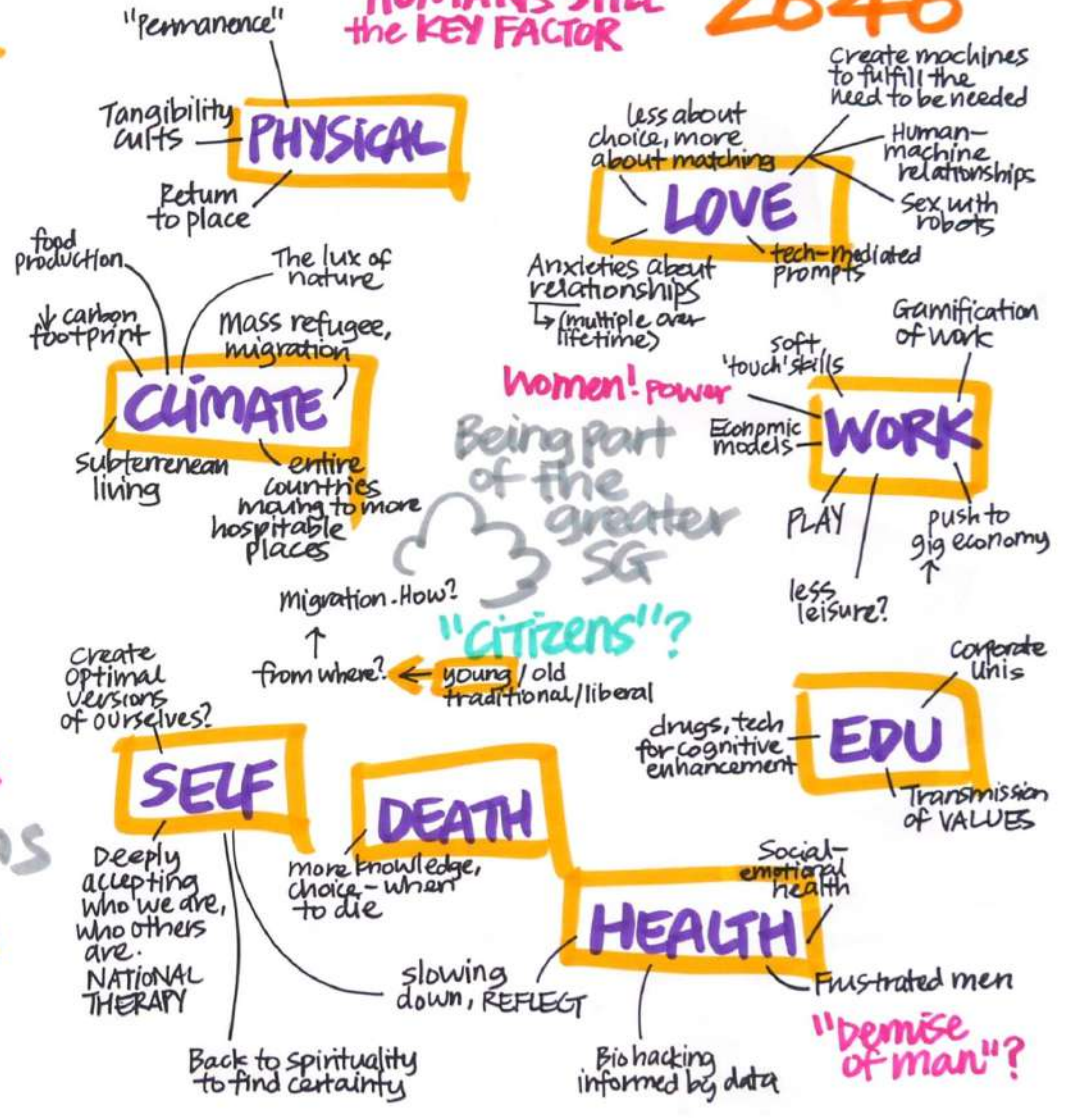 HUMANS STILL
the KEY FACTOR
"Permanence"
Tangibility
cults
PHYSICAL
Return
to place
Create machines
to fulfill the
need to be needed
less about
choice, more
about matching
Human-
machine
relationships
LOVE
Sex with
robots
tech-mediated
prompts
Anxieties about
relationships
↳(multiple over
lifetime)
food
production
The lux of
nature
↓ carbon
footprint
Mass refugee,
migration
CLIMATE
Subterrenean
living
entire
countries
moving to more
hospitable
places
Gamification
of work
soft
'touch' skills
Women! Power
WORK
Economic
models
PLAY
push to
gig economy
↑
less
leisure?
Being part
of the
greater
SG
Migration. How?
↑
from where?
"Citizens"?
← young / old
traditional/liberal
Create
optimal
versions
of ourselves?
SELF
Deeply
accepting
who we are,
who others
are.
NATIONAL
THERAPY
Back to spirituality
to find certainty
DEATH
more knowledge,
choice - when
to die
slowing
down, REFLECT
Corporate
Unis
EDU
drugs, tech
for cognitive
enhancement
Transmission
of VALUES
Social-
emotional
health
HEALTH
Frustrated men
"Demise
of man"?
Biohacking
informed by data